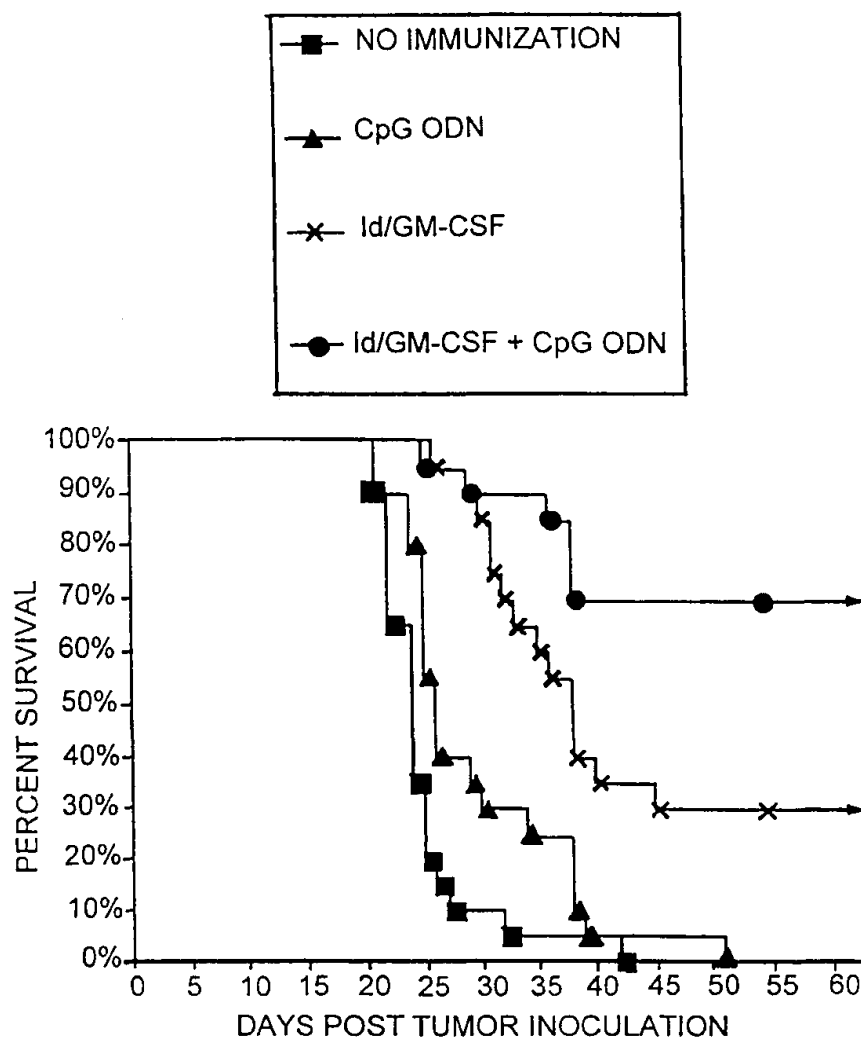 NO IMMUNIZATION
CpG ODN
Id/GM-CSF
Id/GM-CSF + CpG ODN
100%
90%
80%
70%
60%
50%
40%
30%
20%
10%
0%
PERCENT SURVIVAL
0 5 10 15 20 25 30 35 40 45 50 55 60
DAYS POST TUMOR INOCULATION